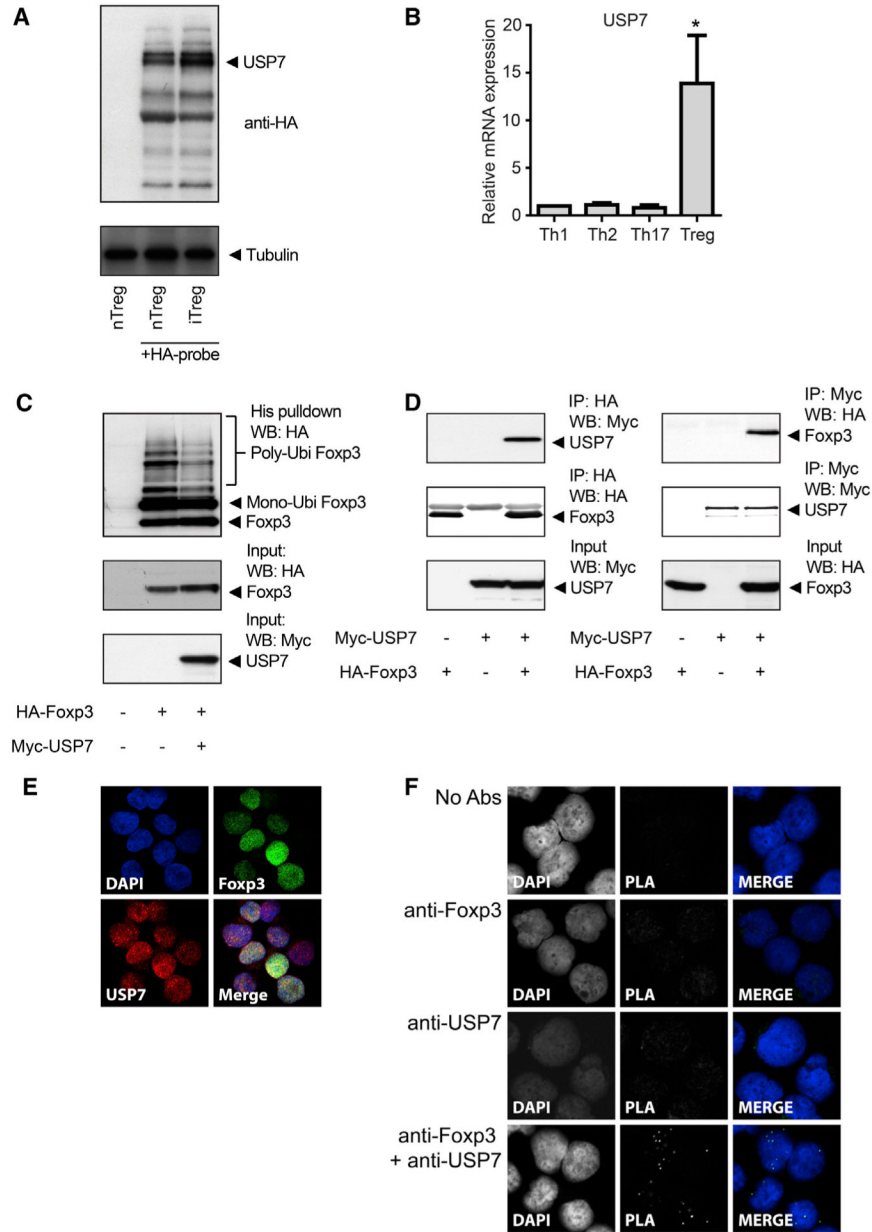 A
USP7
anti-HA
Tubulin
nTreg
nTreg
iTreg
+HA-probe
B
USP7
*
Relative mRNA expression
20
15
10
5
0
Th1 Th2 Th17 Treg
C
His pulldown
WB: HA
Poly-Ubi Foxp3
Mono-Ubi Foxp3
Foxp3
Input:
WB: HA
Foxp3
Input:
WB: Myc
USP7
HA-Foxp3 - + +
Myc-USP7 - - +
D
IP: HA
WB: Myc
USP7
IP: HA
WB: HA
Foxp3
Input
WB: Myc
USP7
Myc-USP7 - + +
HA-Foxp3 + - +
IP: Myc
WB: HA
Foxp3
IP: Myc
WB: Myc
USP7
Input
WB: HA
Foxp3
Myc-USP7 - + +
HA-Foxp3 + - +
E
DAPI
Foxp3
USP7
Merge
F
No Abs
DAPI PLA MERGE
anti-Foxp3
DAPI PLA MERGE
anti-USP7
DAPI PLA MERGE
anti-Foxp3
+ anti-USP7
DAPI PLA MERGE